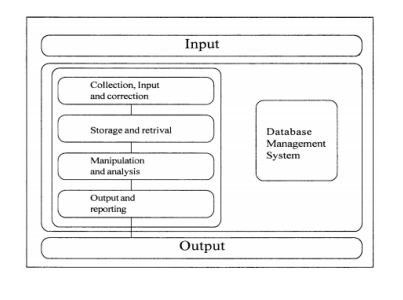 Input
Collection, Input
and correction
Storage and retrival
Manipulation
and analysis
Output and
reporting
Database
Management
System
Output